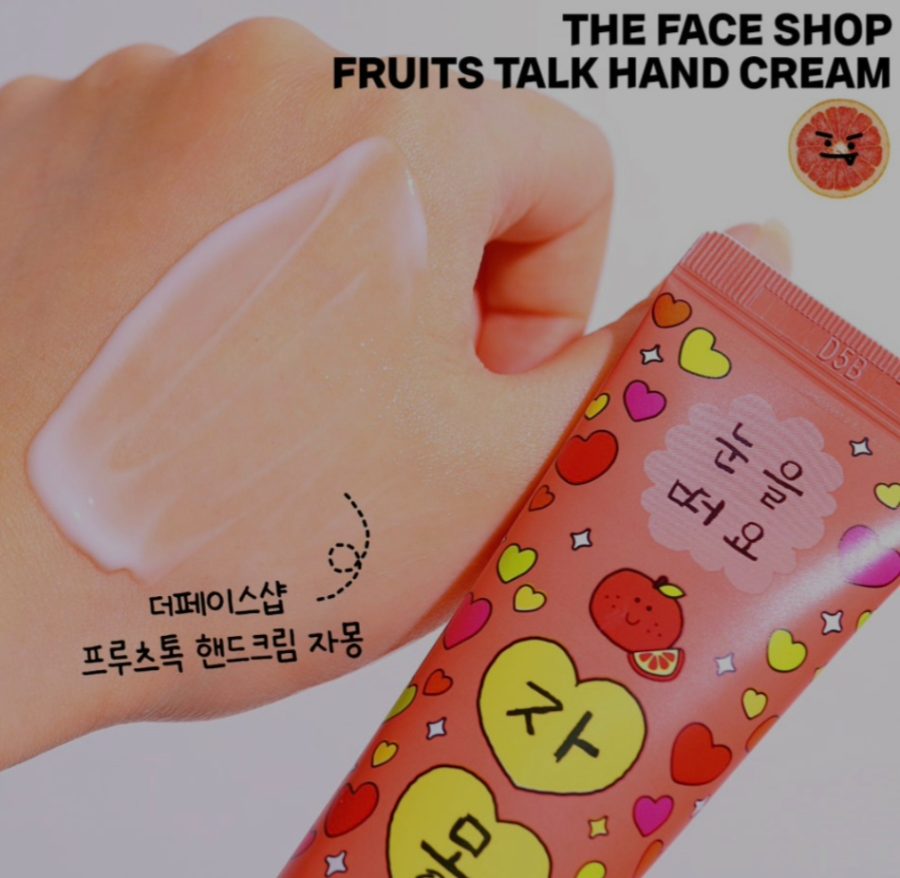 THE FACE SHOP
FRUITS TALK HAND CREAM
D5B
더페이스샵
프루츠톡 핸드크림 자몽
자